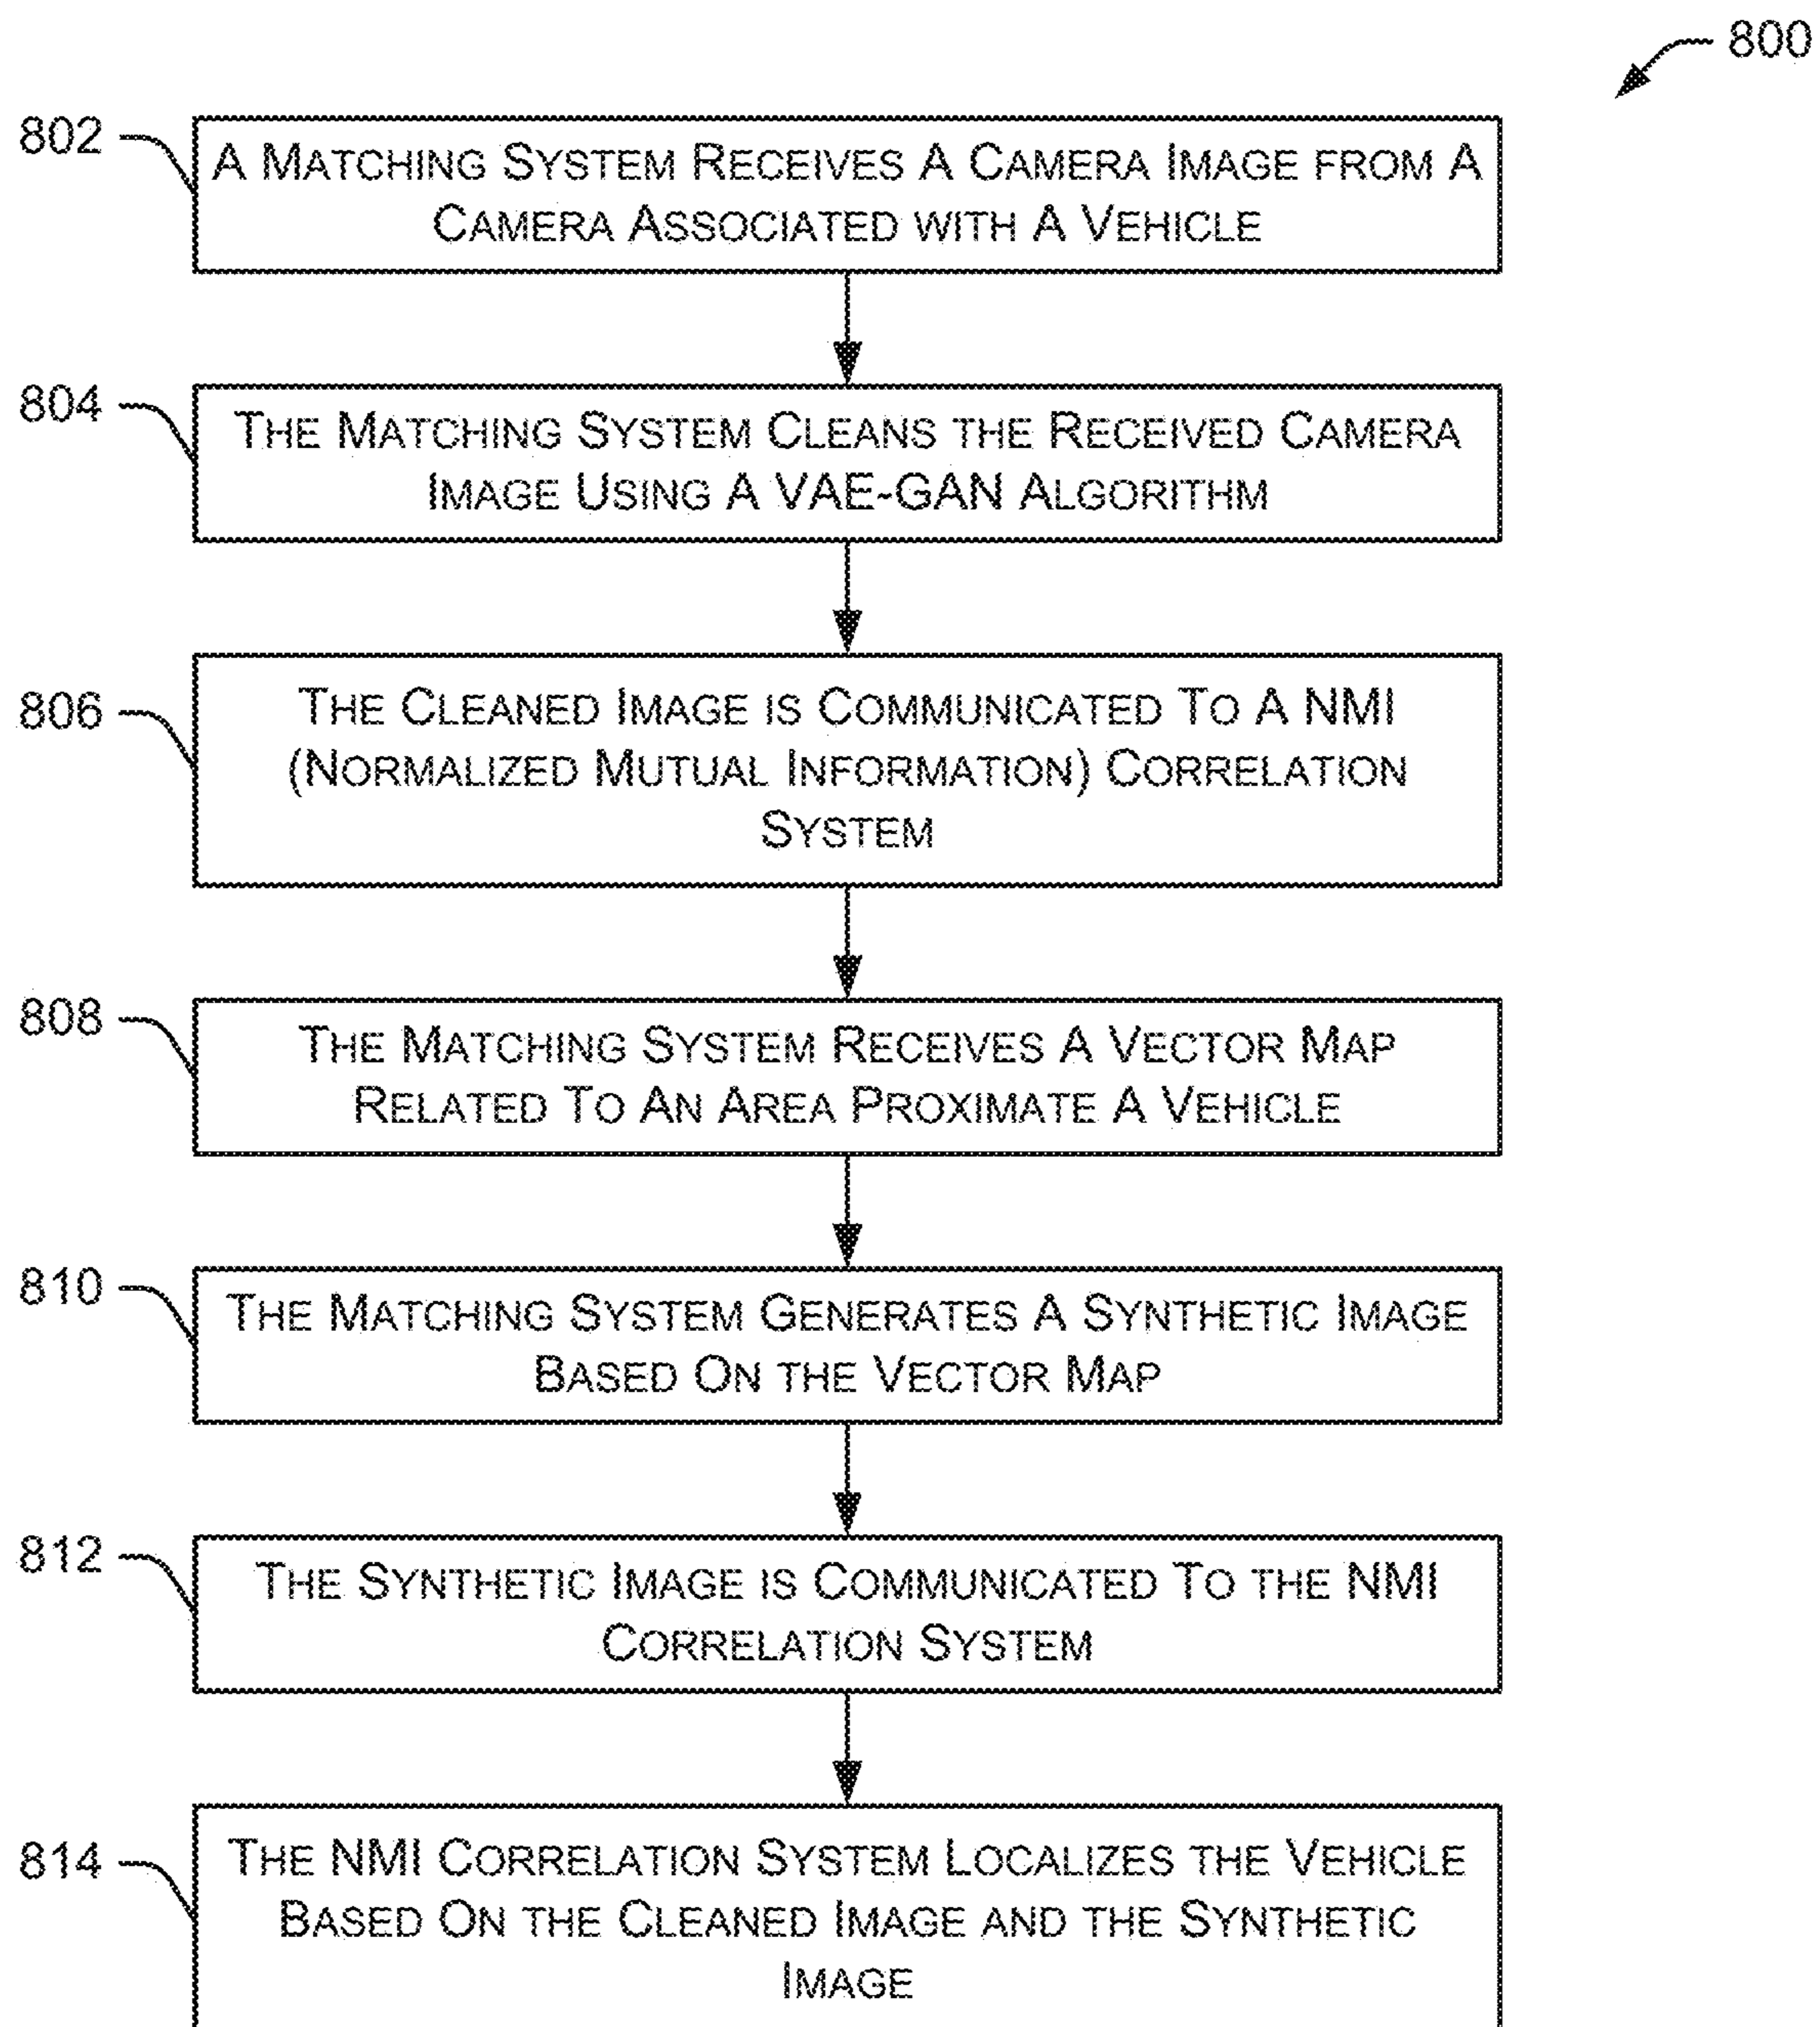 800
802
A MATCHING SYSTEM RECEIVES A CAMERA IMAGE FROM A
CAMERA ASSOCIATED WITH A VEHICLE
804
THE MATCHING SYSTEM CLEANS THE RECEIVED CAMERA
IMAGE USING A VAE-GAN ALGORITHM
806
THE CLEANED IMAGE IS COMMUNICATED TO A NMI
(NORMALIZED MUTUAL INFORMATION) CORRELATION
SYSTEM
808
THE MATCHING SYSTEM RECEIVES A VECTOR MAP
RELATED TO AN AREA PROXIMATE A VEHICLE
810
THE MATCHING SYSTEM GENERATES A SYNTHETIC IMAGE
BASED ON THE VECTOR MAP
812
THE SYNTHETIC IMAGE IS COMMUNICATED TO THE NMI
CORRELATION SYSTEM
814
THE NMI CORRELATION SYSTEM LOCALIZES THE VEHICLE
BASED ON THE CLEANED IMAGE AND THE SYNTHETIC
IMAGE